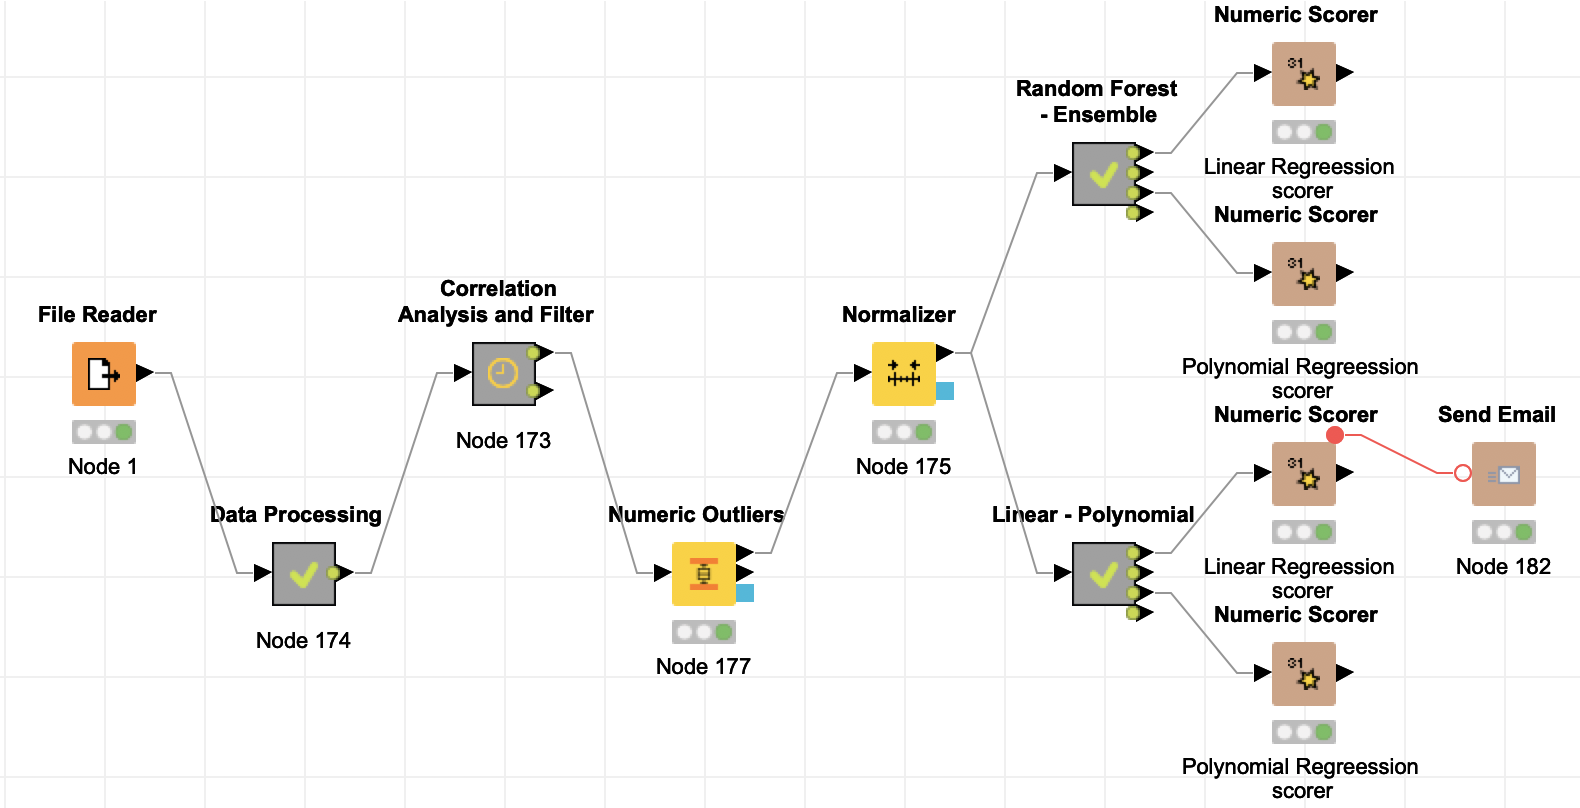 File Reader
Node 1
Data Processing
Node 174
Correlation
Analysis and Filter
Node 173
Numeric Outliers
Node 177
Normalizer
Node 175
Random Forest
- Ensemble
Linear - Polynomial
Numeric Scorer
31
Linear Regreession
scorer
Numeric Scorer
31
Polynomial Regreession
scorer
Numeric Scorer
31
Linear Regreession
scorer
Numeric Scorer
31
Polynomial Regreession
scorer
Send Email
Node 182